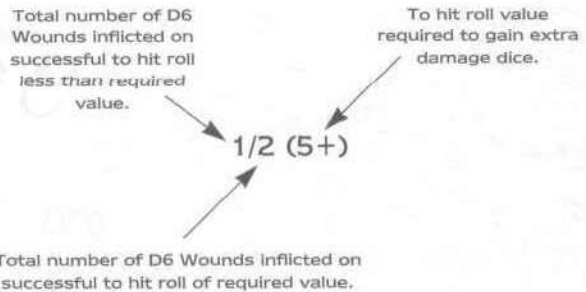 Total number of D6
Wounds inflicted on
successful to hit roll
less than required
value.
To hit roll value
required to gain extra
damage dice.
1/2 (5+)
Total number of D6 Wounds inflicted on
successful to hit roll of required value.